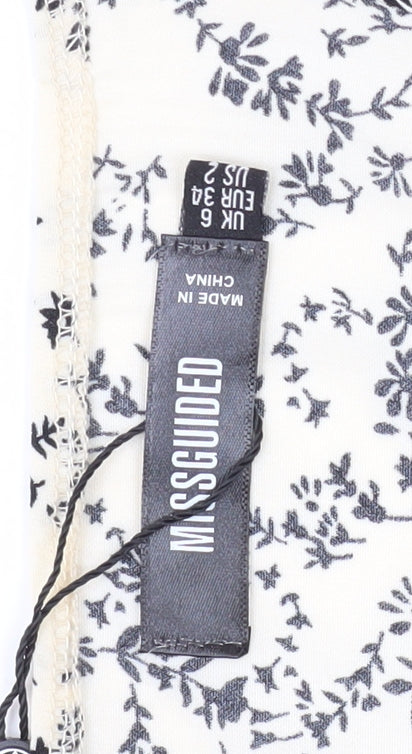 UK 6
EUR 34
US 2
MADE IN
CHINA
MISSGUIDED